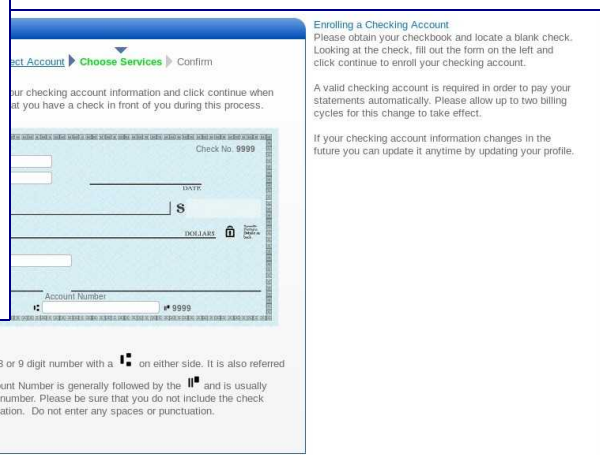 Enrolling a Checking Account
Please obtain your checkbook and locate a blank check.
Looking at the check, fill out the form on the left and
click continue to enroll your checking account.
A valid checking account is required in order to pay your
statements automatically. Please allow up to two billing
cycles for this change to take effect.
If your checking account information changes in the
future you can update it anytime by updating your profile.
Account Choose Services Confirm
checking account information and click continue when
at you have a check in front of you during this process.
Check No. 9999
DATE
$
DOLLARS
Account Number
9999
or 9 digit number with a on either side. It is also referred
Number is generally followed by the and is usually
number. Please be sure that you do not include the check
Do not enter any spaces or punctuation.